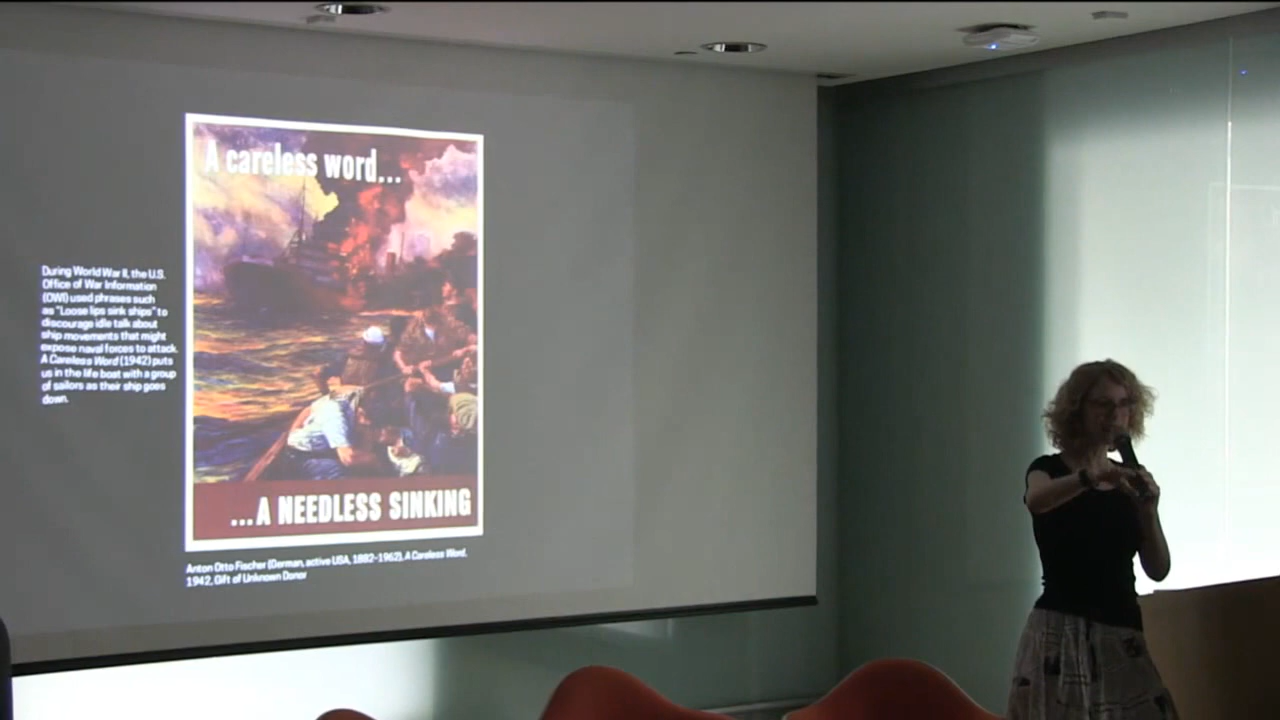 A careless word...
During World War II, the U.S.
Office of War Information
(OWI) used phrases such
as "Loose lips sink ships" to
discourage idle talk about
ship movements that might
expose naval forces to attack.
A Careless Word (1942) puts
us in the life boat with a group
of sailors as their ship goes
down.
...A NEEDLESS SINKING
Anton Otto Fischer (German, active USA, 1882-1962), A Careless Word,
1942, Gift of Unknown Donor